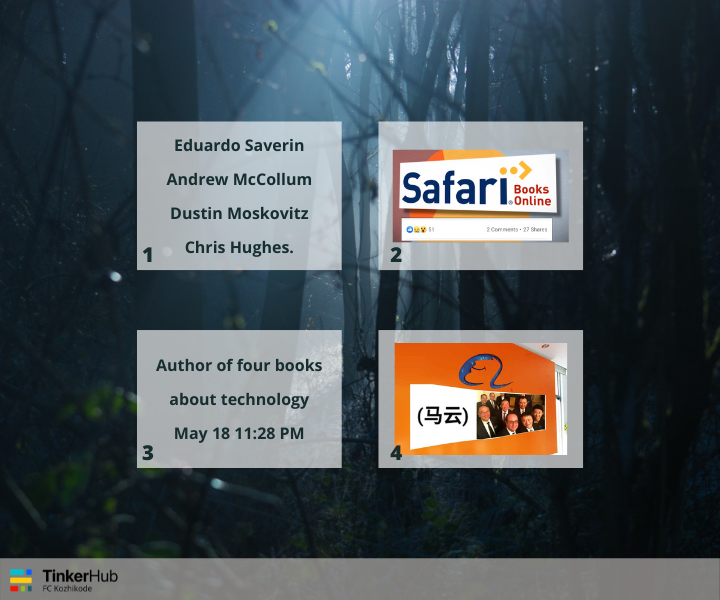 Eduardo Saverin
Andrew McCollum
Dustin Moskovitz
Chris Hughes.
1
Safari
Books
Online
51
2 Comments • 27 Shares
2
Author of four books
about technology
May 18 11:28 PM
3
(马云)
4
TinkerHub
FC Kozhikode